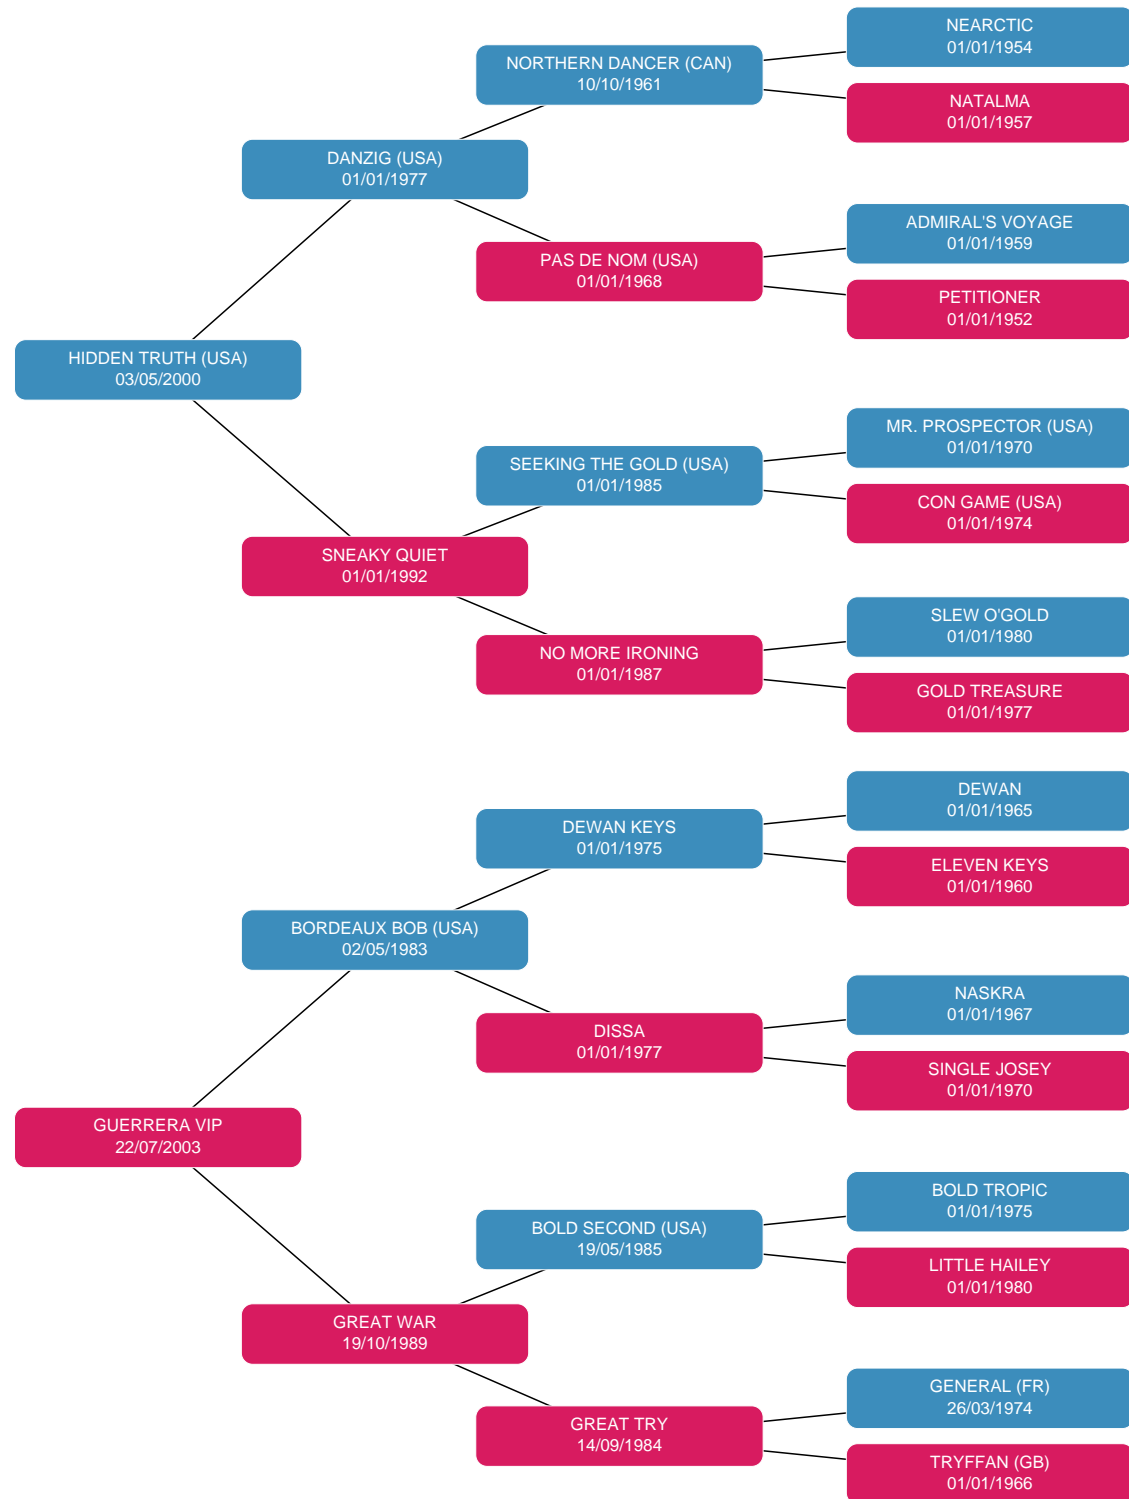 NEARCTIC
01/01/1954
NORTHERN DANCER (CAN)
10/10/1961
NATALMA
01/01/1957
DANZIG (USA)
01/01/1977
ADMIRAL'S VOYAGE
01/01/1959
PAS DE NOM (USA)
01/01/1968
PETITIONER
01/01/1952
HIDDEN TRUTH (USA)
03/05/2000
MR. PROSPECTOR (USA)
01/01/1970
SEEKING THE GOLD (USA)
01/01/1985
CON GAME (USA)
01/01/1974
SNEAKY QUIET
01/01/1992
SLEW O'GOLD
01/01/1980
NO MORE IRONING
01/01/1987
GOLD TREASURE
01/01/1977
DEWAN
01/01/1965
DEWAN KEYS
01/01/1975
ELEVEN KEYS
01/01/1960
BORDEAUX BOB (USA)
02/05/1983
NASKRA
01/01/1967
DISSA
01/01/1977
SINGLE JOSEY
01/01/1970
GUERRERA VIP
22/07/2003
BOLD TROPIC
01/01/1975
BOLD SECOND (USA)
19/05/1985
LITTLE HAILEY
01/01/1980
GREAT WAR
19/10/1989
GENERAL (FR)
26/03/1974
GREAT TRY
14/09/1984
TRYFFAN (GB)
01/01/1966